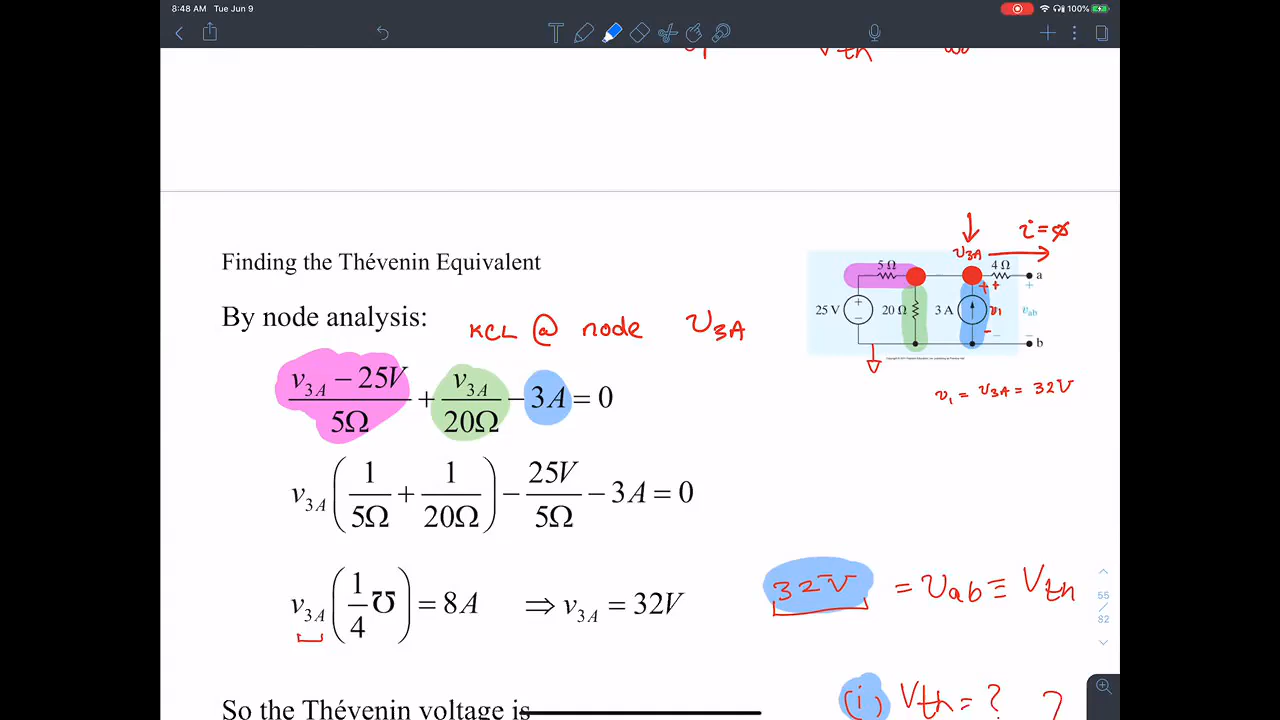 8:48 AM Tue Jun 9
100%
Vth
Finding the Thévenin Equivalent
By node analysis:
KCL @ node v3A
(v3A − 25V)/5Ω + v3A/20Ω − 3A = 0
v3A (1/5Ω + 1/20Ω) − 25V/5Ω − 3A = 0
v3A (1/4 ℧) = 8A ⇒ v3A = 32V
i = ø
v3A
5 Ω
4 Ω
a
25 V
+
−
20 Ω
3 A
+ +
v1
−
+
vab
−
b
v1 = v3A = 32V
32V = vab ≡ Vth
55
/
82
So the Thévenin voltage is
(i) Vth = ? ?